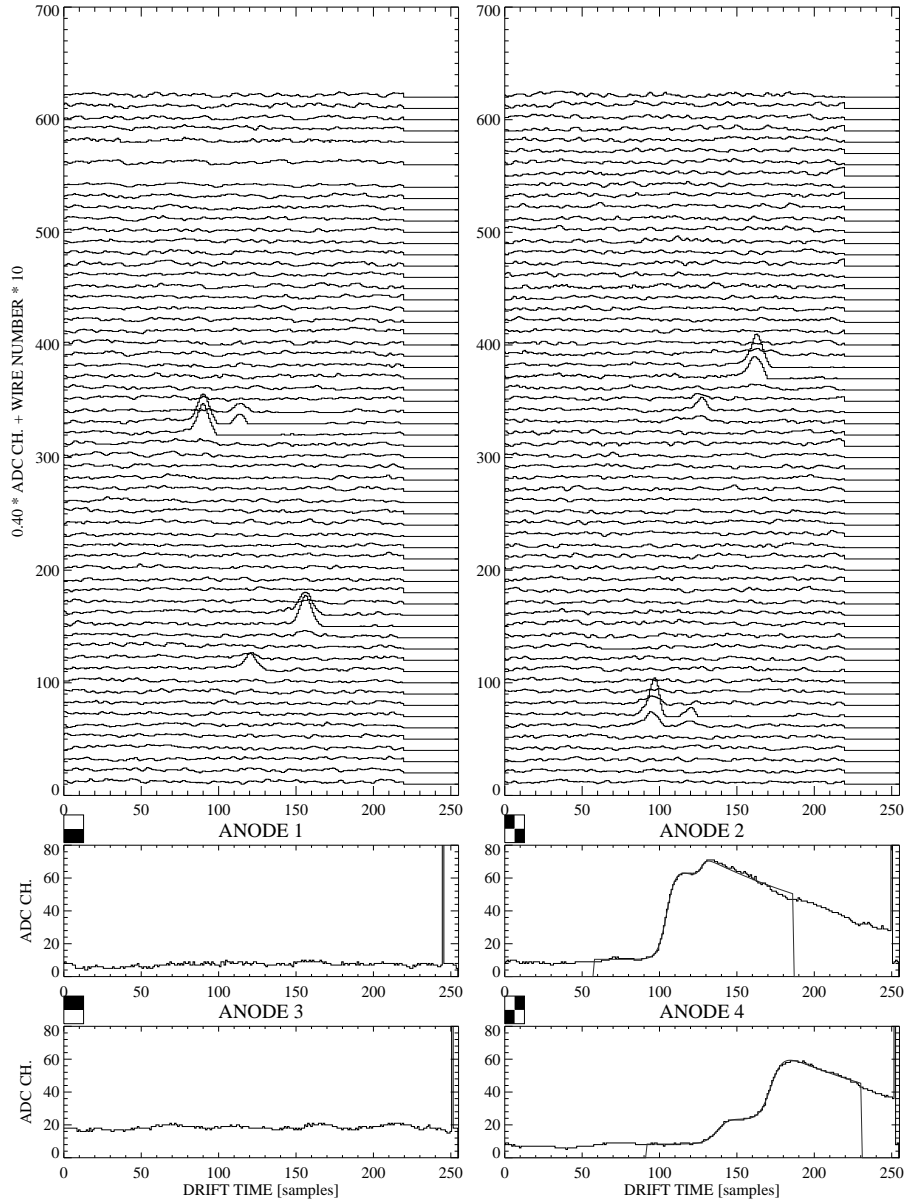 700
600
500
400
300
200
100
0
0.40 * ADC CH. + WIRE NUMBER * 10
0 50 100 150 200 250
700
600
500
400
300
200
100
0
0 50 100 150 200 250
ANODE 1
80
60
40
20
0
ADC CH.
0 50 100 150 200 250
ANODE 2
80
60
40
20
0
0 50 100 150 200 250
ANODE 3
80
60
40
20
0
ADC CH.
0 50 100 150 200 250
DRIFT TIME [samples]
ANODE 4
80
60
40
20
0
0 50 100 150 200 250
DRIFT TIME [samples]